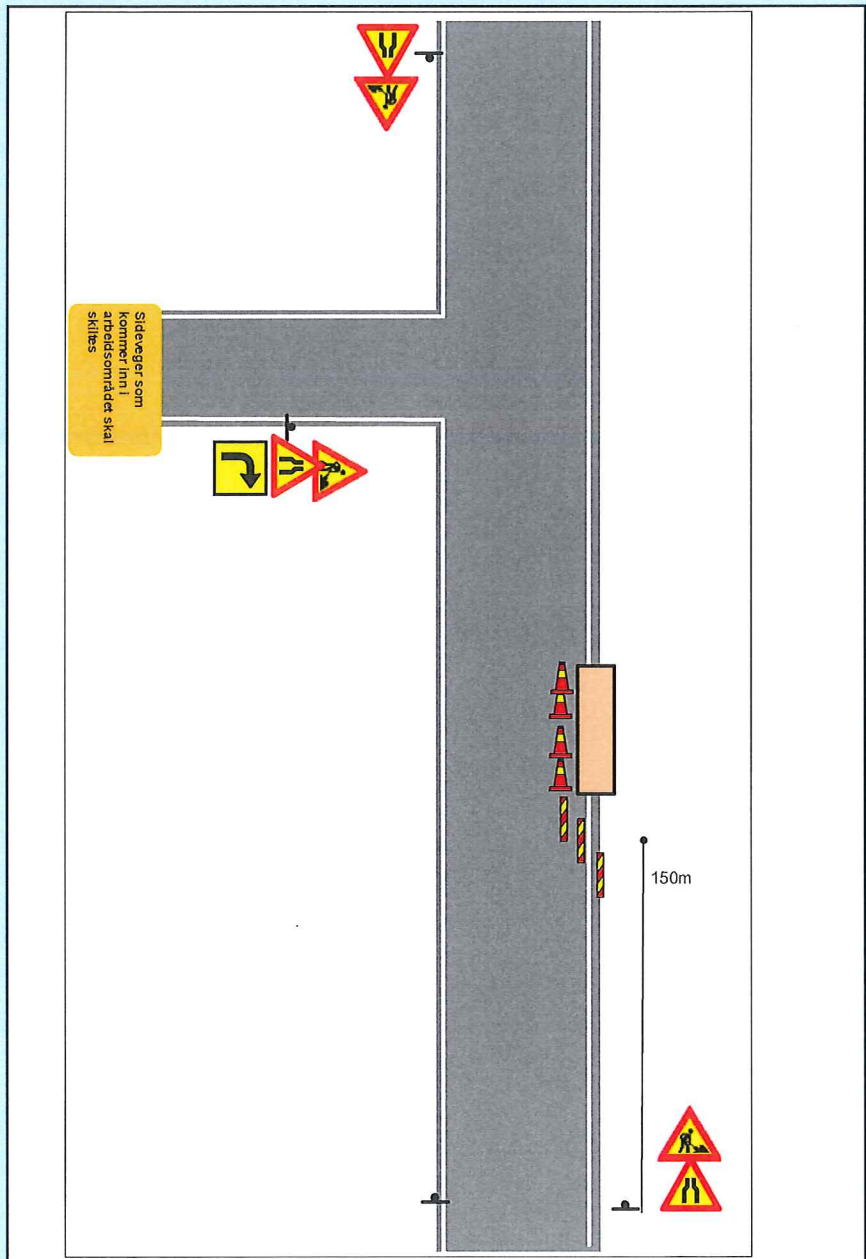 Sideveger som
kommer inn i
arbeidsområdet skal
skiltes
150m